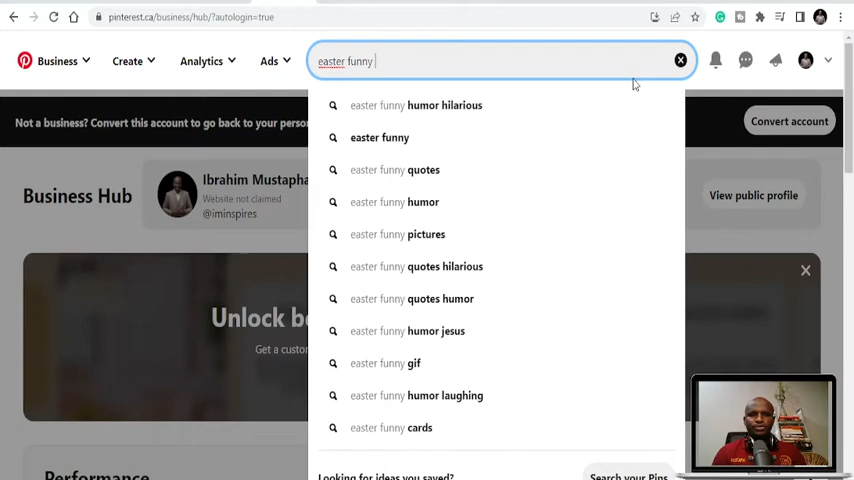 pinterest.ca/business/hub/?autologin=true
Business Create Analytics Ads easter funny
easter funny humor hilarious
easter funny
easter funny quotes
easter funny humor
easter funny pictures
easter funny quotes hilarious
easter funny quotes humor
easter funny humor jesus
easter funny gif
easter funny humor laughing
easter funny cards
Looking for ideas you saved? Search your Pins
Not a business? Convert this account to go back to your perso
Convert account
Business Hub
Ibrahim Mustapha
Website not claimed
@iminspires
View public profile
Unlock b
Get a custo
Performance